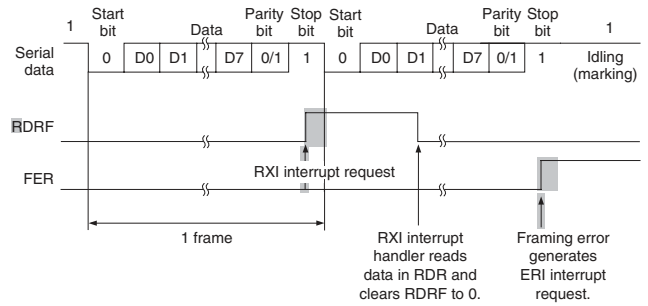 1 Start bit Data Parity bit Stop bit Start bit Data Parity bit Stop bit 1
Serial data 0 D0 D1 D7 0/1 1 0 D0 D1 D7 0/1 1 Idling (marking)
RDRF
RXI interrupt request
FER
1 frame
RXI interrupt
handler reads
data in RDR and
clears RDRF to 0.
Framing error
generates
ERI interrupt
request.